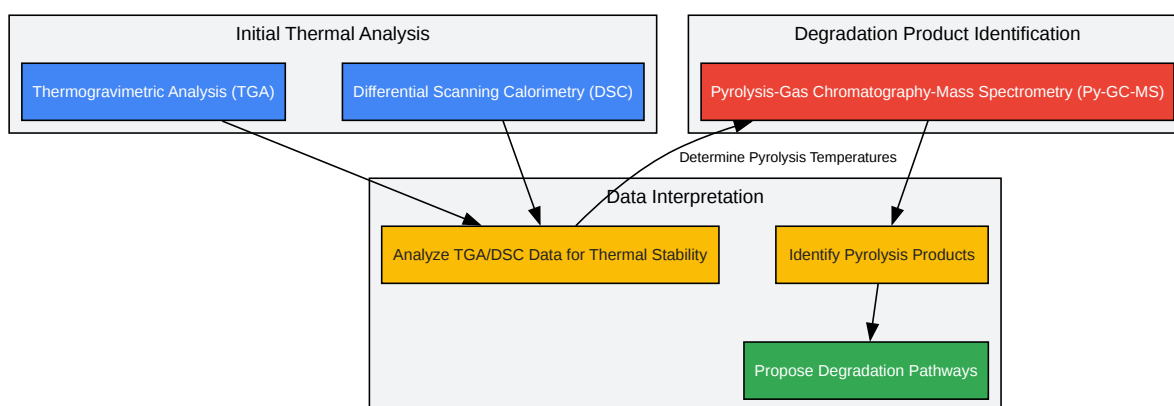 Initial Thermal Analysis
Degradation Product Identification
Thermogravimetric Analysis (TGA)
Differential Scanning Calorimetry (DSC)
Pyrolysis-Gas Chromatography-Mass Spectrometry (Py-GC-MS)
Determine Pyrolysis Temperatures
Data Interpretation
Analyze TGA/DSC Data for Thermal Stability
Identify Pyrolysis Products
Propose Degradation Pathways